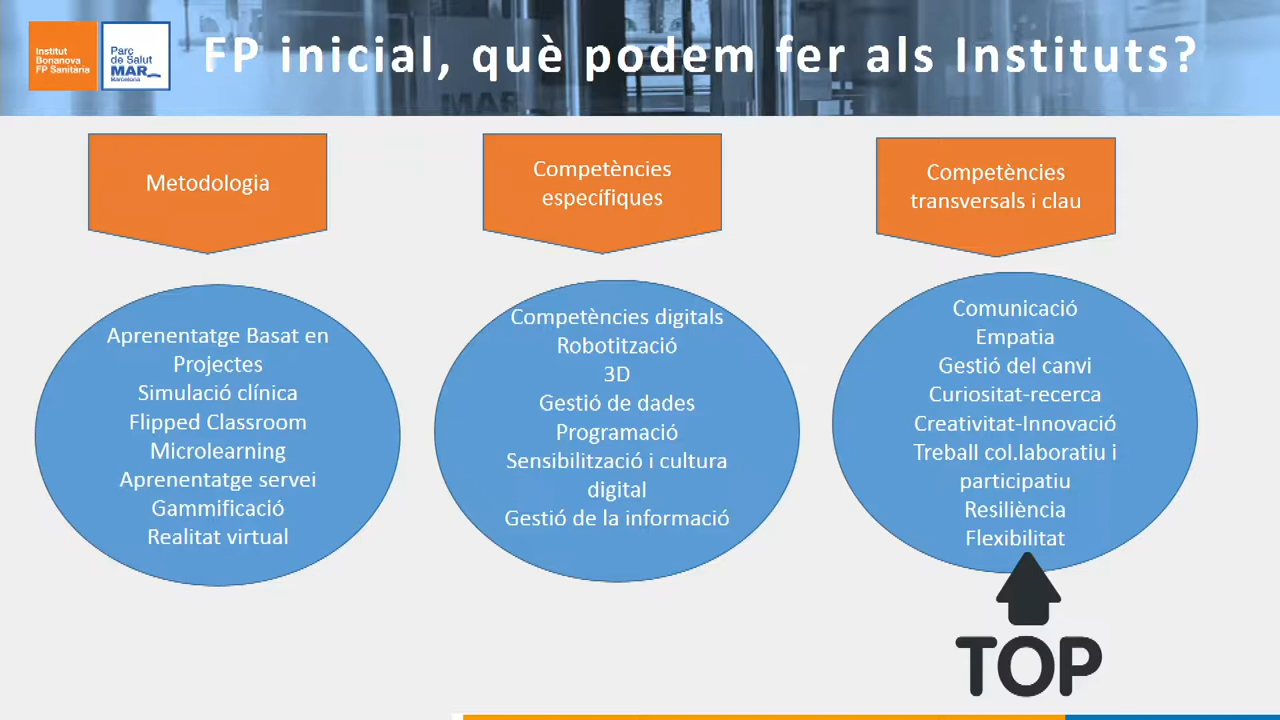 Institut
Bonanova
FP Sanitària
Parc
de Salut
MAR
Barcelona
FP inicial, què podem fer als Instituts?
MAR
Metodologia
Competències
específiques
Competències
transversals i clau
Aprenentatge Basat en
Projectes
Simulació clínica
Flipped Classroom
Microlearning
Aprenentatge servei
Gammificació
Realitat virtual
Competències digitals
Robotització
3D
Gestió de dades
Programació
Sensibilització i cultura
digital
Gestió de la informació
Comunicació
Empatia
Gestió del canvi
Curiositat-recerca
Creativitat-Innovació
Treball col.laboratiu i
participatiu
Resiliència
Flexibilitat
TOP